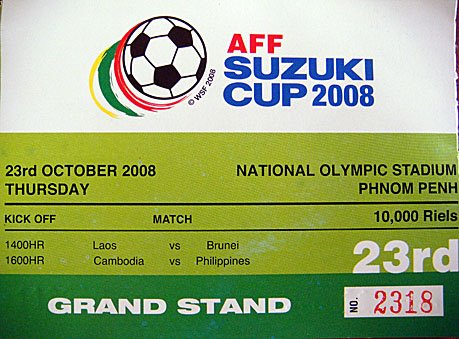 AFF
SUZUKI
CUP 2008
© WSF 2008
23rd OCTOBER 2008
THURSDAY
NATIONAL OLYMPIC STADIUM
PHNOM PENH
KICK OFF MATCH 10,000 Riels
1400HR Laos vs Brunei
1600HR Cambodia vs Philippines
23rd
GRAND STAND
NO. 2318